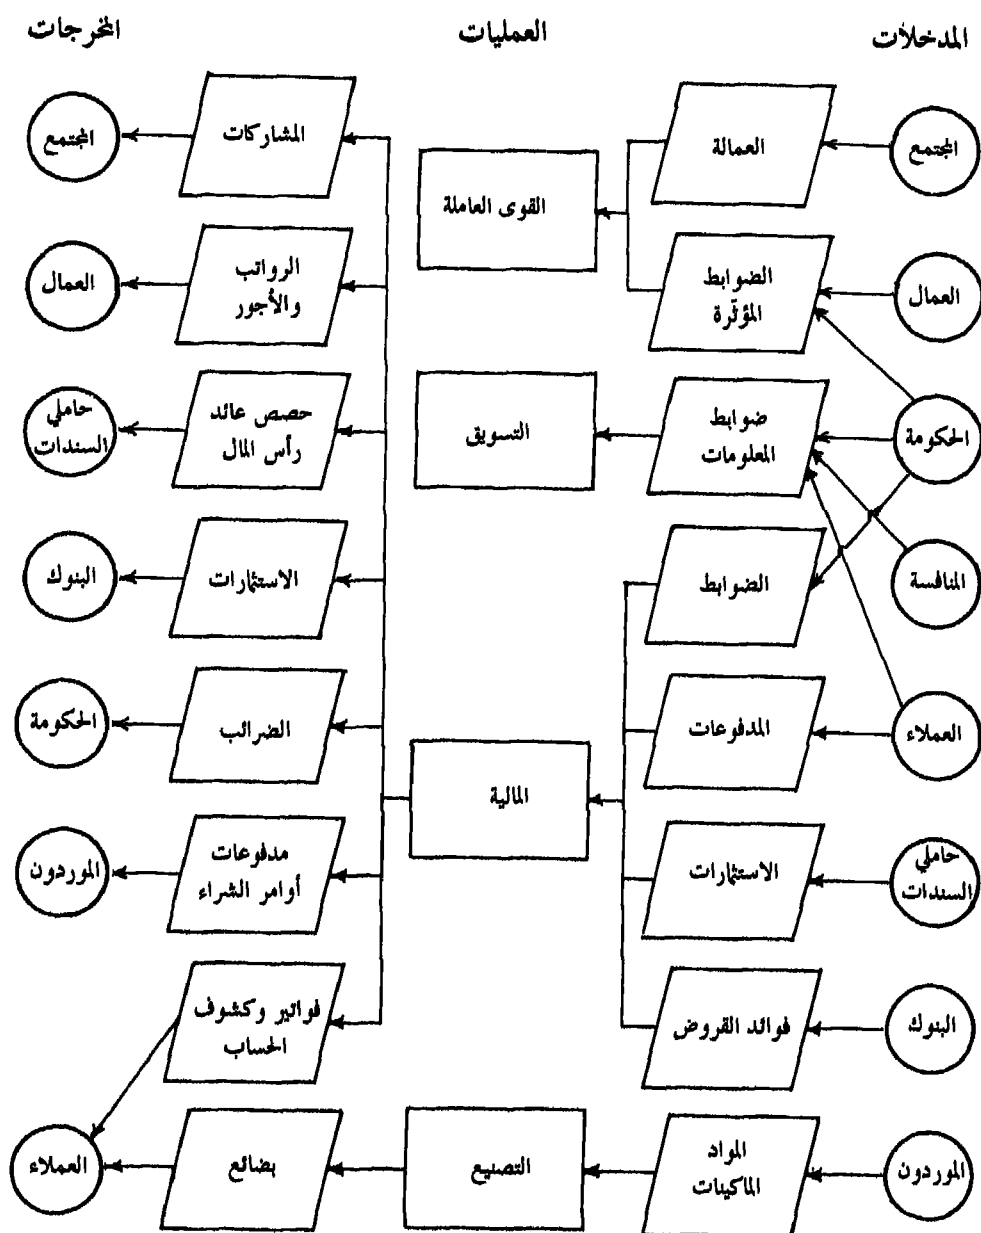 المدخلات
العمليات
المخرجات
المجتمع
العمالة
القوى العاملة
المشاركات
المجتمع
العمال
الضوابط
المؤثرة
الرواتب
والأجور
العمال
الحكومة
ضوابط
المعلومات
التسويق
حصص عائد
رأس المال
حاملي
السندات
المنافسة
الضوابط
الاستثمارات
البنوك
العملاء
المدفوعات
المالية
الضرائب
الحكومة
حاملي
السندات
الاستثمارات
مدفوعات
أوامر الشراء
الموردون
البنوك
فوائد القروض
فواتير وكشوف
الحساب
الموردون
المواد
الماكينات
التصنيع
بضائع
العملاء